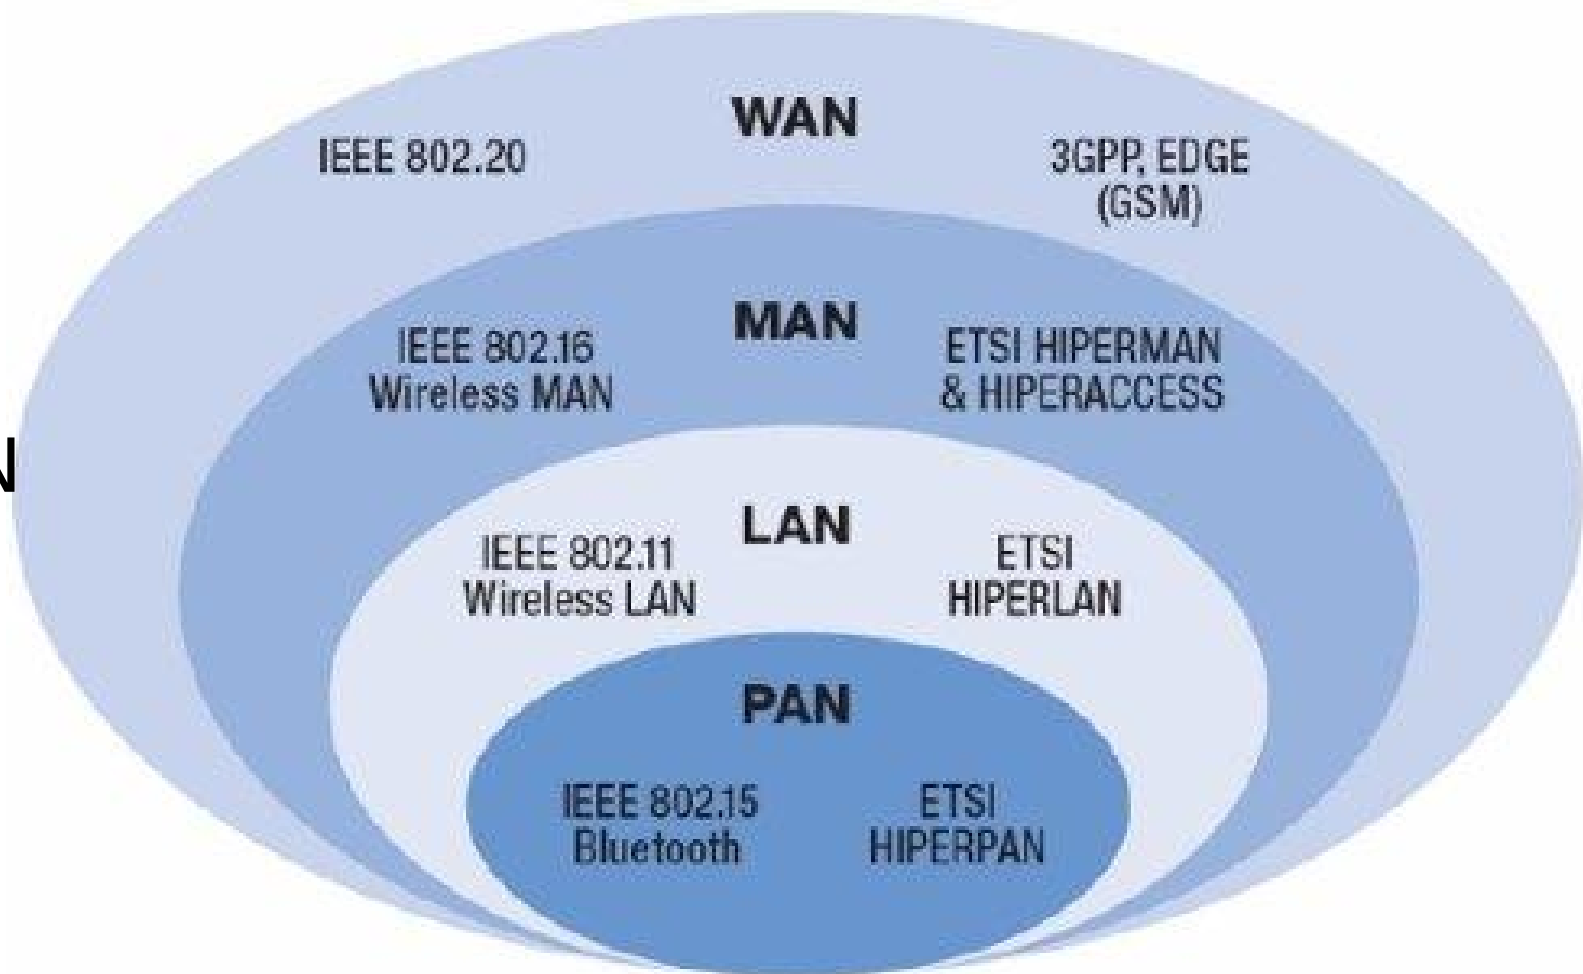 WAN
IEEE 802.20
3GPP, EDGE
(GSM)
MAN
IEEE 802.16
Wireless MAN
ETSI HIPERMAN
& HIPERACCESS
N
LAN
IEEE 802.11
Wireless LAN
ETSI
HIPERLAN
PAN
IEEE 802.15
Bluetooth
ETSI
HIPERPAN